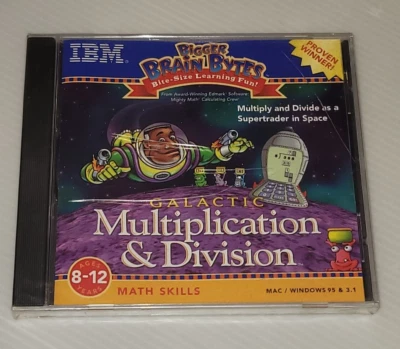 IBM
BIGGER
BRAIN BYTES
Bite-Size Learning Fun!
PROVEN
WINNER!
From Award-Winning Edmark Software:
Mighty Math Calculating Crew
Multiply and Divide as a
Supertrader in Space
GALACTIC
Multiplication
& Division
AGES
8-12
YEARS
MATH SKILLS
MAC / WINDOWS 95 & 3.1